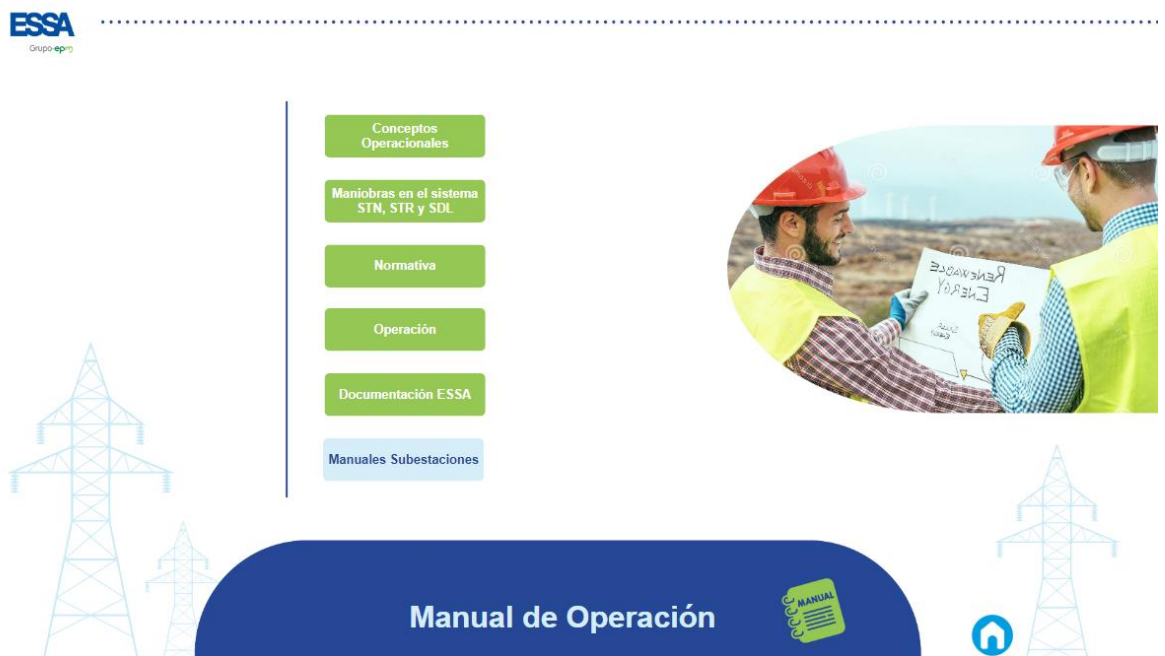 ESSA
Grupo·epm
Conceptos
Operacionales
Maniobras en el sistema
STN, STR y SDL
Normativa
Operación
Documentación ESSA
Manuales Subestaciones
RENEWABLE
ENERGY
Manual de Operación
MANUAL